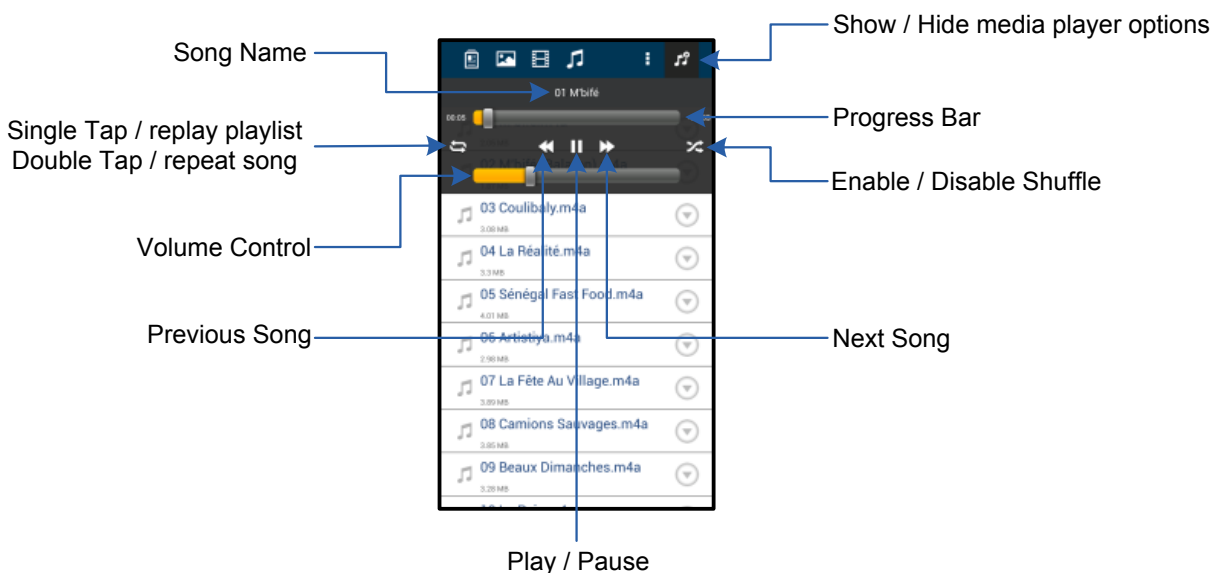 Show / Hide media player options
Song Name
01 M'bifé
00:05
Progress Bar
Single Tap / replay playlist
Double Tap / repeat song
Enable / Disable Shuffle
03 Coulibaly.m4a
3.08 MB
Volume Control
04 La Réalité.m4a
3.3 MB
05 Sénégal Fast Food.m4a
4.01 MB
Previous Song
06 Artistiya.m4a
2.98 MB
Next Song
07 La Fête Au Village.m4a
3.89 MB
08 Camions Sauvages.m4a
3.85 MB
09 Beaux Dimanches.m4a
3.28 MB
Play / Pause